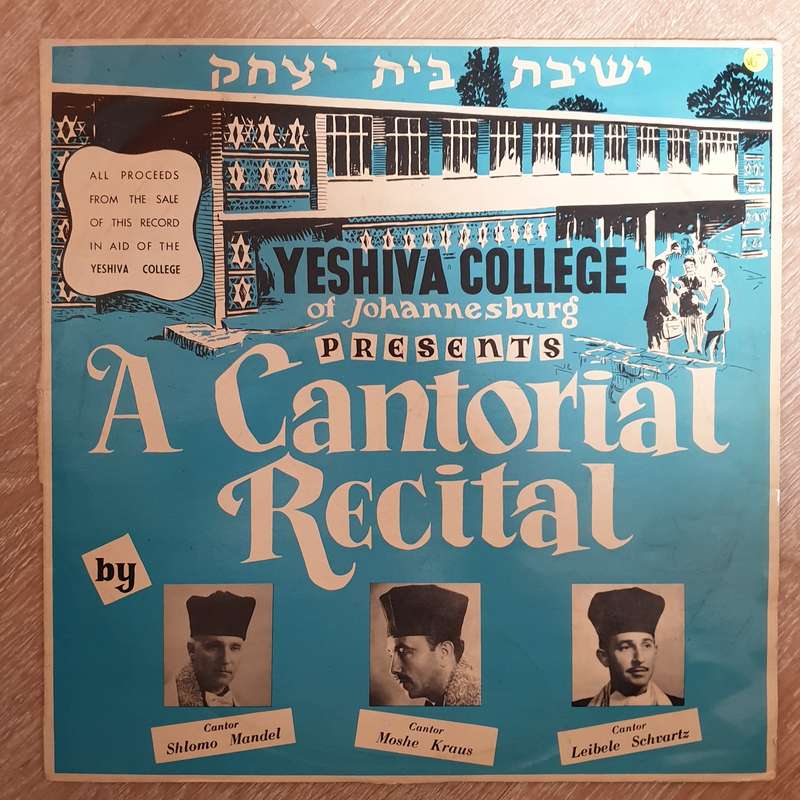 ישיבת בית יצחק
ALL PROCEEDS
FROM THE SALE
OF THIS RECORD
IN AID OF THE
YESHIVA COLLEGE
YESHIVA COLLEGE
of Johannesburg
PRESENTS
A Cantorial
Recital
by
Cantor
Shlomo Mandel
Cantor
Moshe Kraus
Cantor
Leibele Schvartz